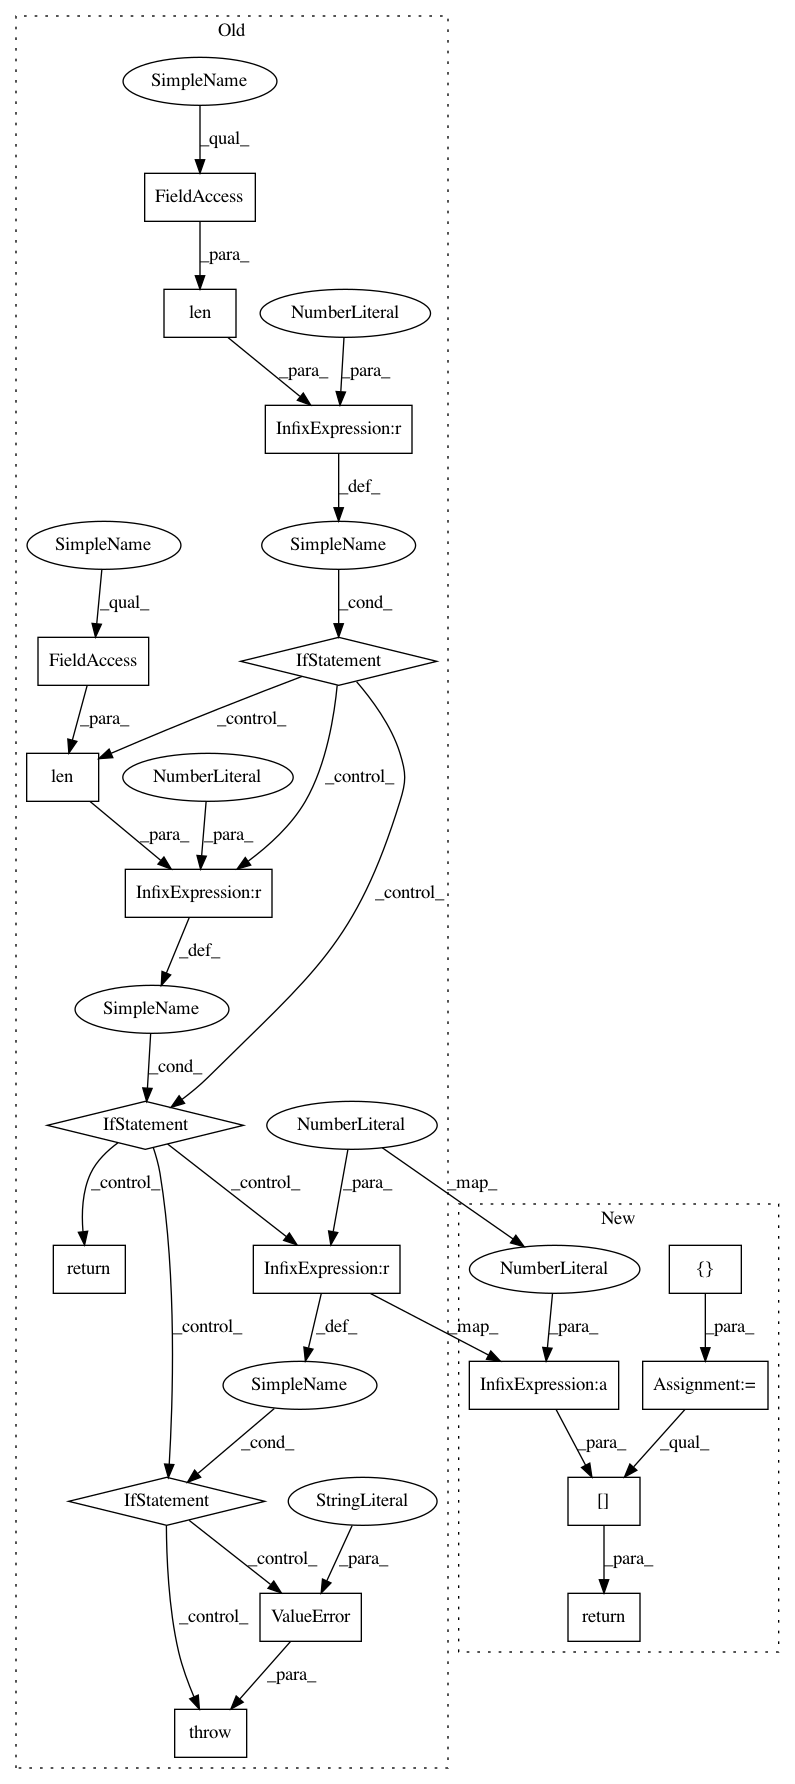 Old
SimpleName
_qual_
FieldAccess
_para_
len
NumberLiteral
_para_
_para_
InfixExpression:r
_def_
SimpleName
SimpleName
_qual_
_cond_
FieldAccess
IfStatement
_para_
_control_
len
NumberLiteral
_control_
_para_
_para_
InfixExpression:r
_control_
_def_
SimpleName
_cond_
IfStatement
NumberLiteral
_control_
_control_
_para_
_map_
New
return
InfixExpression:r
NumberLiteral
{}
_control_
_def_
_map_
_para_
_para_
SimpleName
InfixExpression:a
Assignment:=
_cond_
_para_
_qual_
IfStatement
StringLiteral
[]
_control_
_para_
_para_
_control_
ValueError
return
_para_
throw